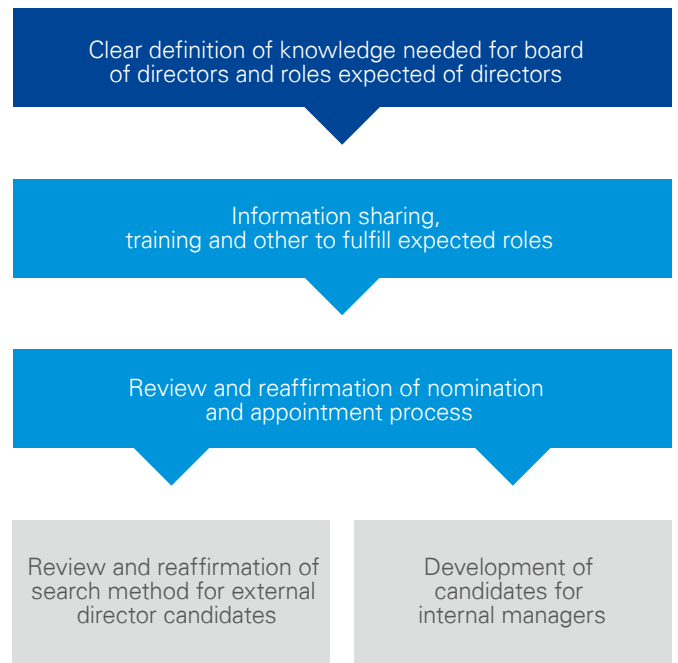 Clear definition of knowledge needed for board
of directors and roles expected of directors
Information sharing,
training and other to fulfill expected roles
Review and reaffirmation of nomination
and appointment process
Review and reaffirmation of
search method for external
director candidates
Development of
candidates for
internal managers